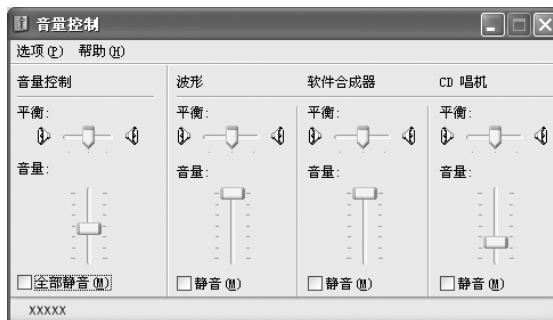 音量控制
选项(P) 帮助(H)
音量控制 波形 软件合成器 CD 唱机
平衡: 平衡: 平衡: 平衡:
音量: 音量: 音量: 音量:
全部静音(M) 静音(M) 静音(M) 静音(M)
XXXXX